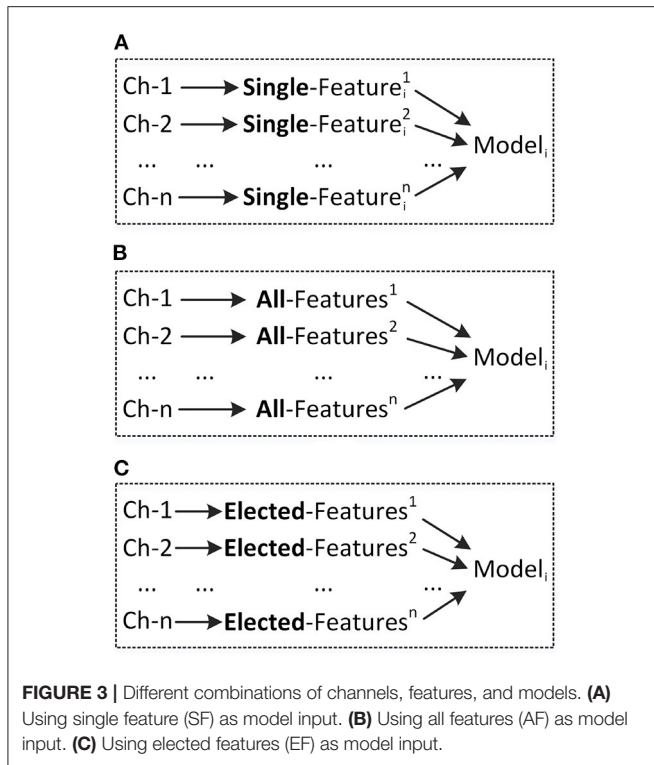 A
Ch-1 Single-Featureᵢ¹
Ch-2 Single-Featureᵢ²
Modelᵢ
... ... ... ...
Ch-n Single-Featureᵢⁿ
B
Ch-1 All-Features¹
Ch-2 All-Features²
Modelᵢ
... ... ... ...
Ch-n All-Featuresⁿ
C
Ch-1 Elected-Features¹
Ch-2 Elected-Features²
Modelᵢ
... ... ... ...
Ch-n Elected-Featuresⁿ
FIGURE 3 | Different combinations of channels, features, and models. (A)
Using single feature (SF) as model input. (B) Using all features (AF) as model
input. (C) Using elected features (EF) as model input.